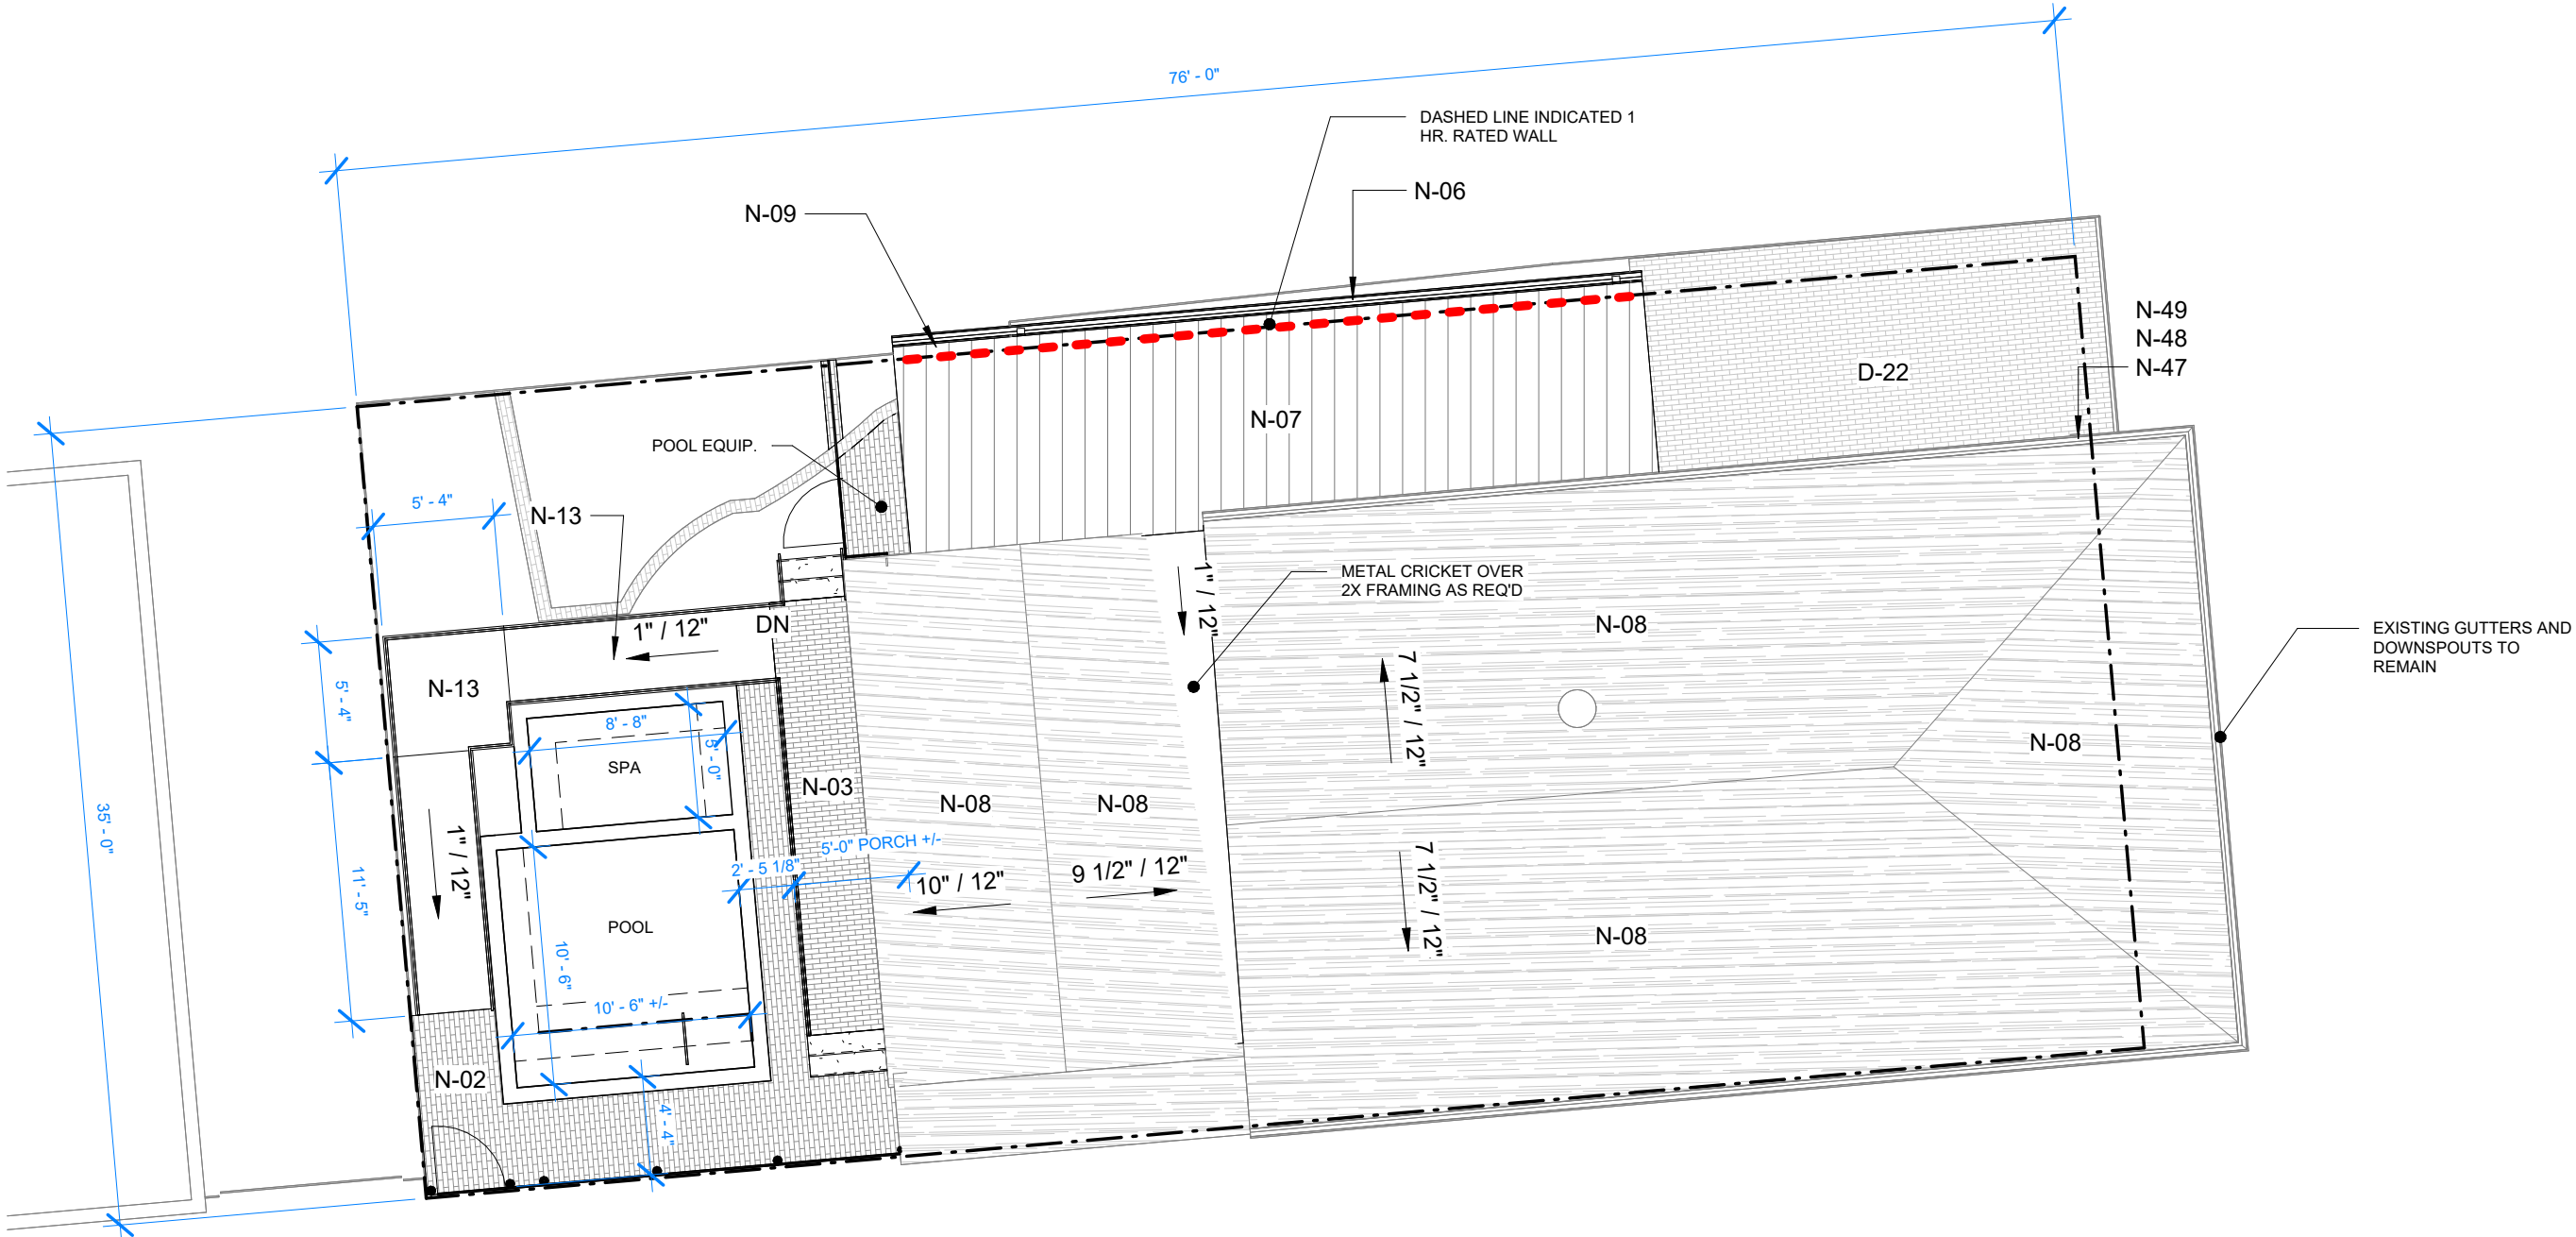 76' - 0"
DASHED LINE INDICATED 1
HR. RATED WALL
N-06
N-09
N-49
N-48
N-47
D-22
N-07
POOL EQUIP.
5' - 4"
N-13
METAL CRICKET OVER
2X FRAMING AS REQ'D
1" / 12"
N-08
1" / 12"
DN
EXISTING GUTTERS AND
DOWNSPOUTS TO
REMAIN
5' - 4"
N-13
7 1/2" / 12"
8' - 8"
5' - 0"
SPA
N-03
N-08
N-08
N-08
35' - 0"
1" / 12"
11' - 5"
5'-0" PORCH +/-
2' - 5 1/8"
10" / 12"
9 1/2" / 12"
7 1/2" / 12"
POOL
N-08
10' - 6"
10' - 6" +/-
N-02
4' - 4"